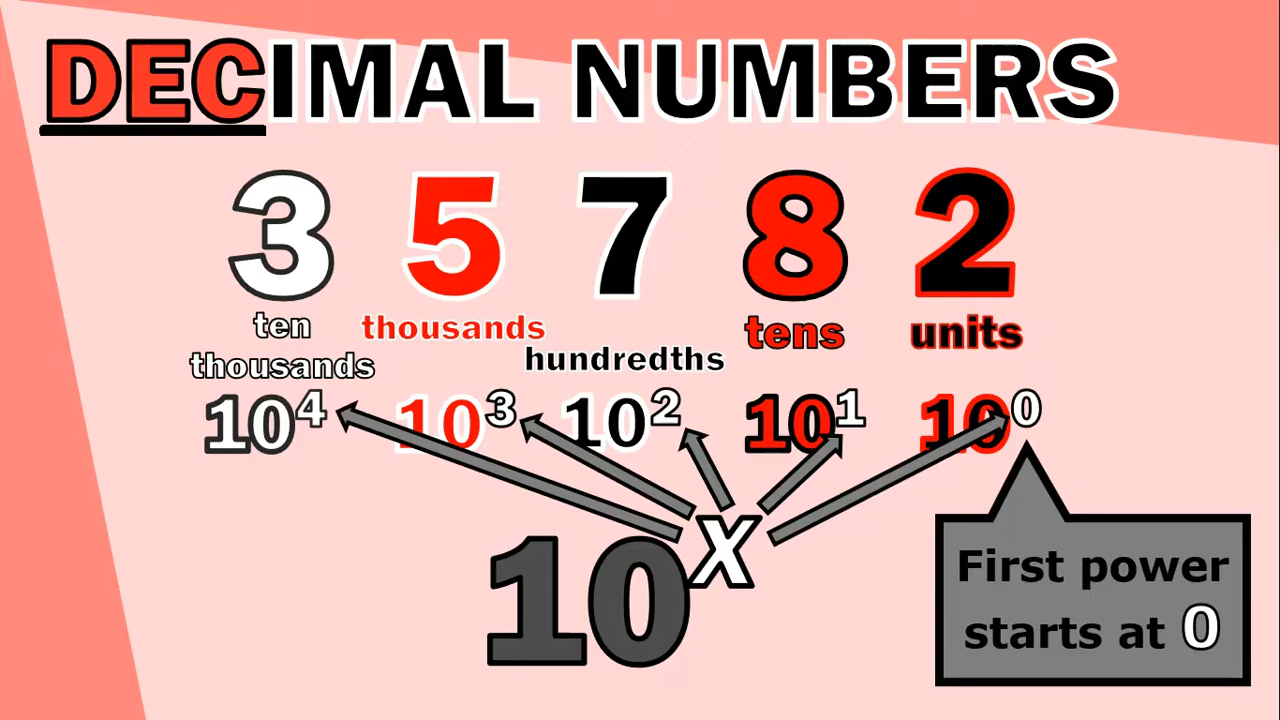 DECIMAL NUMBERS
3 5 7 8 2
ten thousands tens units
thousands hundredths
10⁴ 10³ 10² 10¹ 10⁰
10ˣ
First power
starts at 0